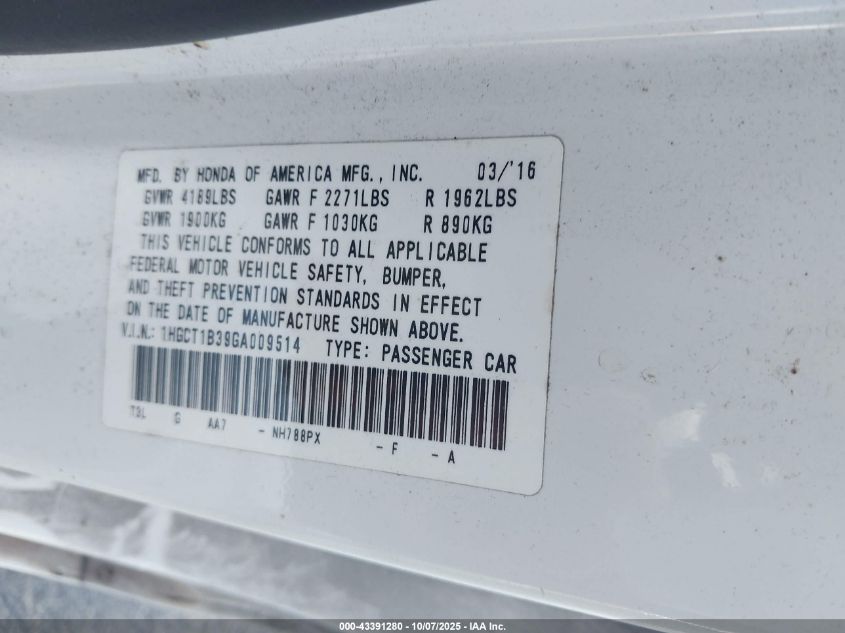 MFD. BY HONDA OF AMERICA MFG., INC. 03/'16
GVWR 4189LBS GAWR F 2271LBS R 1962LBS
GVWR 1900KG GAWR F 1030KG R 890KG
THIS VEHICLE CONFORMS TO ALL APPLICABLE
FEDERAL MOTOR VEHICLE SAFETY, BUMPER,
AND THEFT PREVENTION STANDARDS IN EFFECT
ON THE DATE OF MANUFACTURE SHOWN ABOVE.
V.I.N.: 1HGCT1B39GA009514 TYPE: PASSENGER CAR
T3L G AA7 - NH788PX - F - A
000-43391280 - 10/07/2025 - IAA Inc.